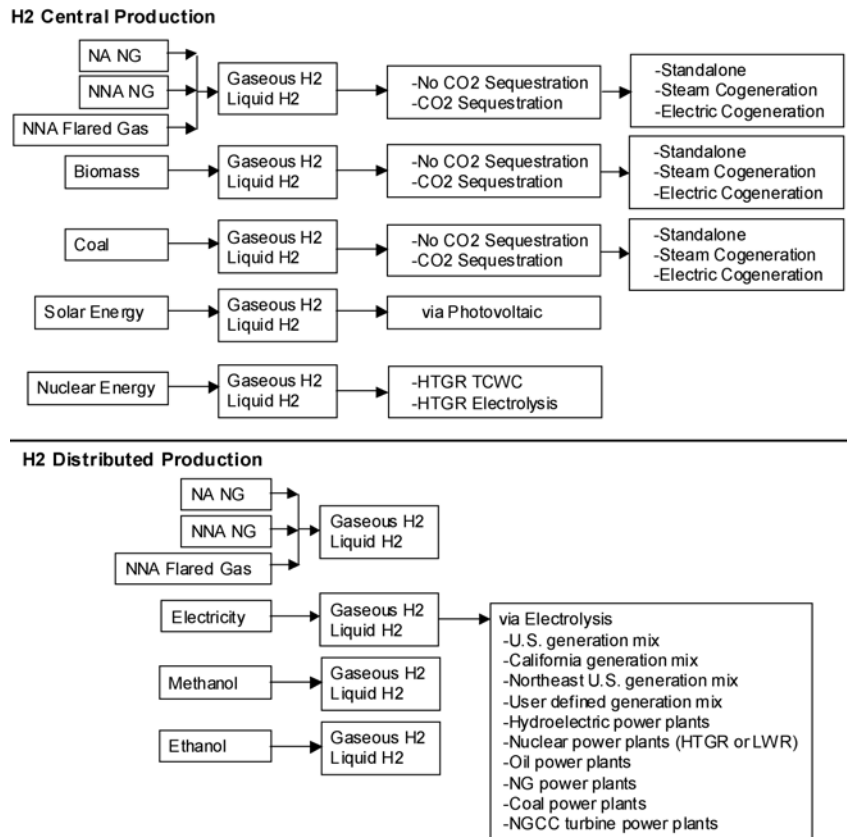 H2 Central Production
NA NG
NNA NG
NNA Flared Gas
Gaseous H2
Liquid H2
-No CO2 Sequestration
-CO2 Sequestration
-Standalone
-Steam Cogeneration
-Electric Cogeneration
Biomass
Gaseous H2
Liquid H2
-No CO2 Sequestration
-CO2 Sequestration
-Standalone
-Steam Cogeneration
-Electric Cogeneration
Coal
Gaseous H2
Liquid H2
-No CO2 Sequestration
-CO2 Sequestration
-Standalone
-Steam Cogeneration
-Electric Cogeneration
Solar Energy
Gaseous H2
Liquid H2
via Photovoltaic
Nuclear Energy
Gaseous H2
Liquid H2
-HTGR TCWC
-HTGR Electrolysis
H2 Distributed Production
NA NG
NNA NG
NNA Flared Gas
Gaseous H2
Liquid H2
Electricity
Gaseous H2
Liquid H2
via Electrolysis
-U.S. generation mix
-California generation mix
-Northeast U.S. generation mix
-User defined generation mix
-Hydroelectric power plants
-Nuclear power plants (HTGR or LWR)
-Oil power plants
-NG power plants
-Coal power plants
-NGCC turbine power plants
Methanol
Gaseous H2
Liquid H2
Ethanol
Gaseous H2
Liquid H2